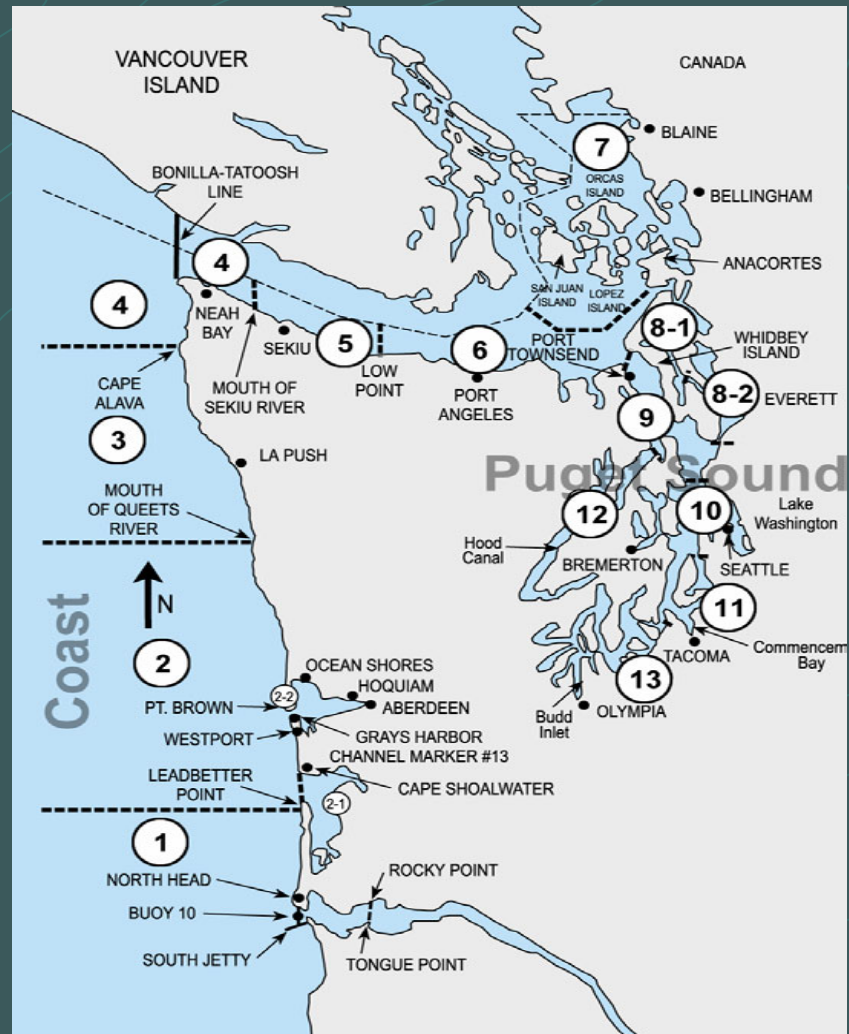 VANCOUVER
ISLAND
CANADA
7
BLAINE
ORCAS
ISLAND
BONILLA-TATOOSH
LINE
BELLINGHAM
4
ANACORTES
SAN JUAN
ISLAND
LOPEZ
ISLAND
4
NEAH
BAY
8-1
SEKIU
5
6
PORT
TOWNSEND
WHIDBEY
ISLAND
LOW
POINT
CAPE
ALAVA
MOUTH OF
SEKIU RIVER
PORT
ANGELES
8-2
EVERETT
9
3
LA PUSH
Puget Sound
MOUTH
OF QUEETS
RIVER
12
10
Lake
Washington
Hood
Canal
BREMERTON
SEATTLE
N
Coast
11
2
Commencem
Bay
TACOMA
13
OCEAN SHORES
HOQUIAM
2-2
PT. BROWN
ABERDEEN
Budd
Inlet
OLYMPIA
WESTPORT
GRAYS HARBOR
CHANNEL MARKER #13
LEADBETTER
POINT
CAPE SHOALWATER
2-1
1
NORTH HEAD
ROCKY POINT
BUOY 10
SOUTH JETTY
TONGUE POINT